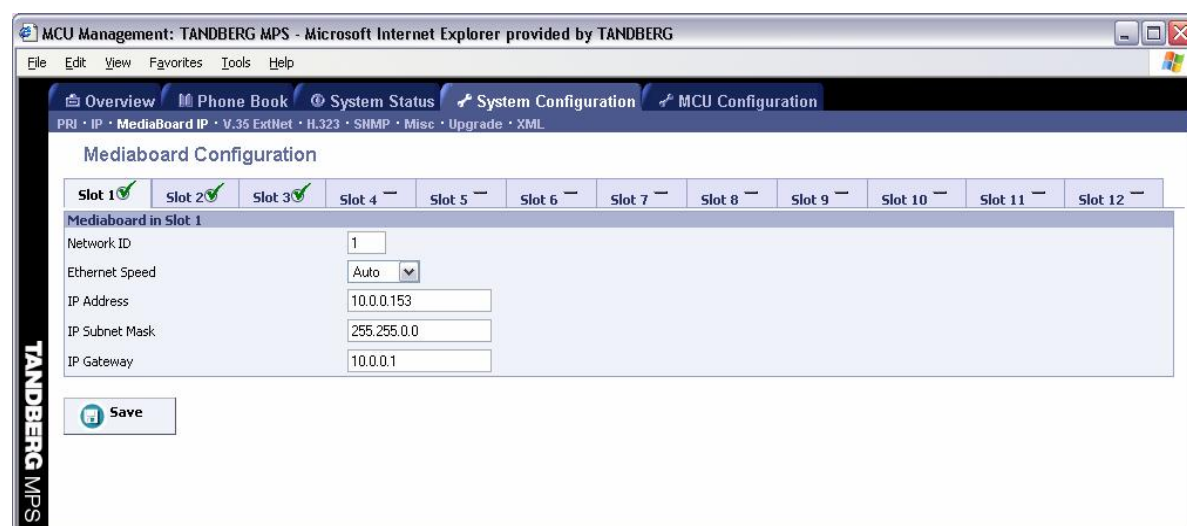 MCU Management: TANDBERG MPS - Microsoft Internet Explorer provided by TANDBERG
File Edit View Favorites Tools Help
Overview Phone Book System Status System Configuration MCU Configuration
PRI · IP · MediaBoard IP · V.35 ExtNet · H.323 · SNMP · Misc · Upgrade · XML
Mediaboard Configuration
Slot 1 Slot 2 Slot 3 Slot 4 Slot 5 Slot 6 Slot 7 Slot 8 Slot 9 Slot 10 Slot 11 Slot 12
Mediaboard in Slot 1
Network ID 1
Ethernet Speed Auto
IP Address 10.0.0.153
IP Subnet Mask 255.255.0.0
IP Gateway 10.0.0.1
Save
TANDBERG MPS